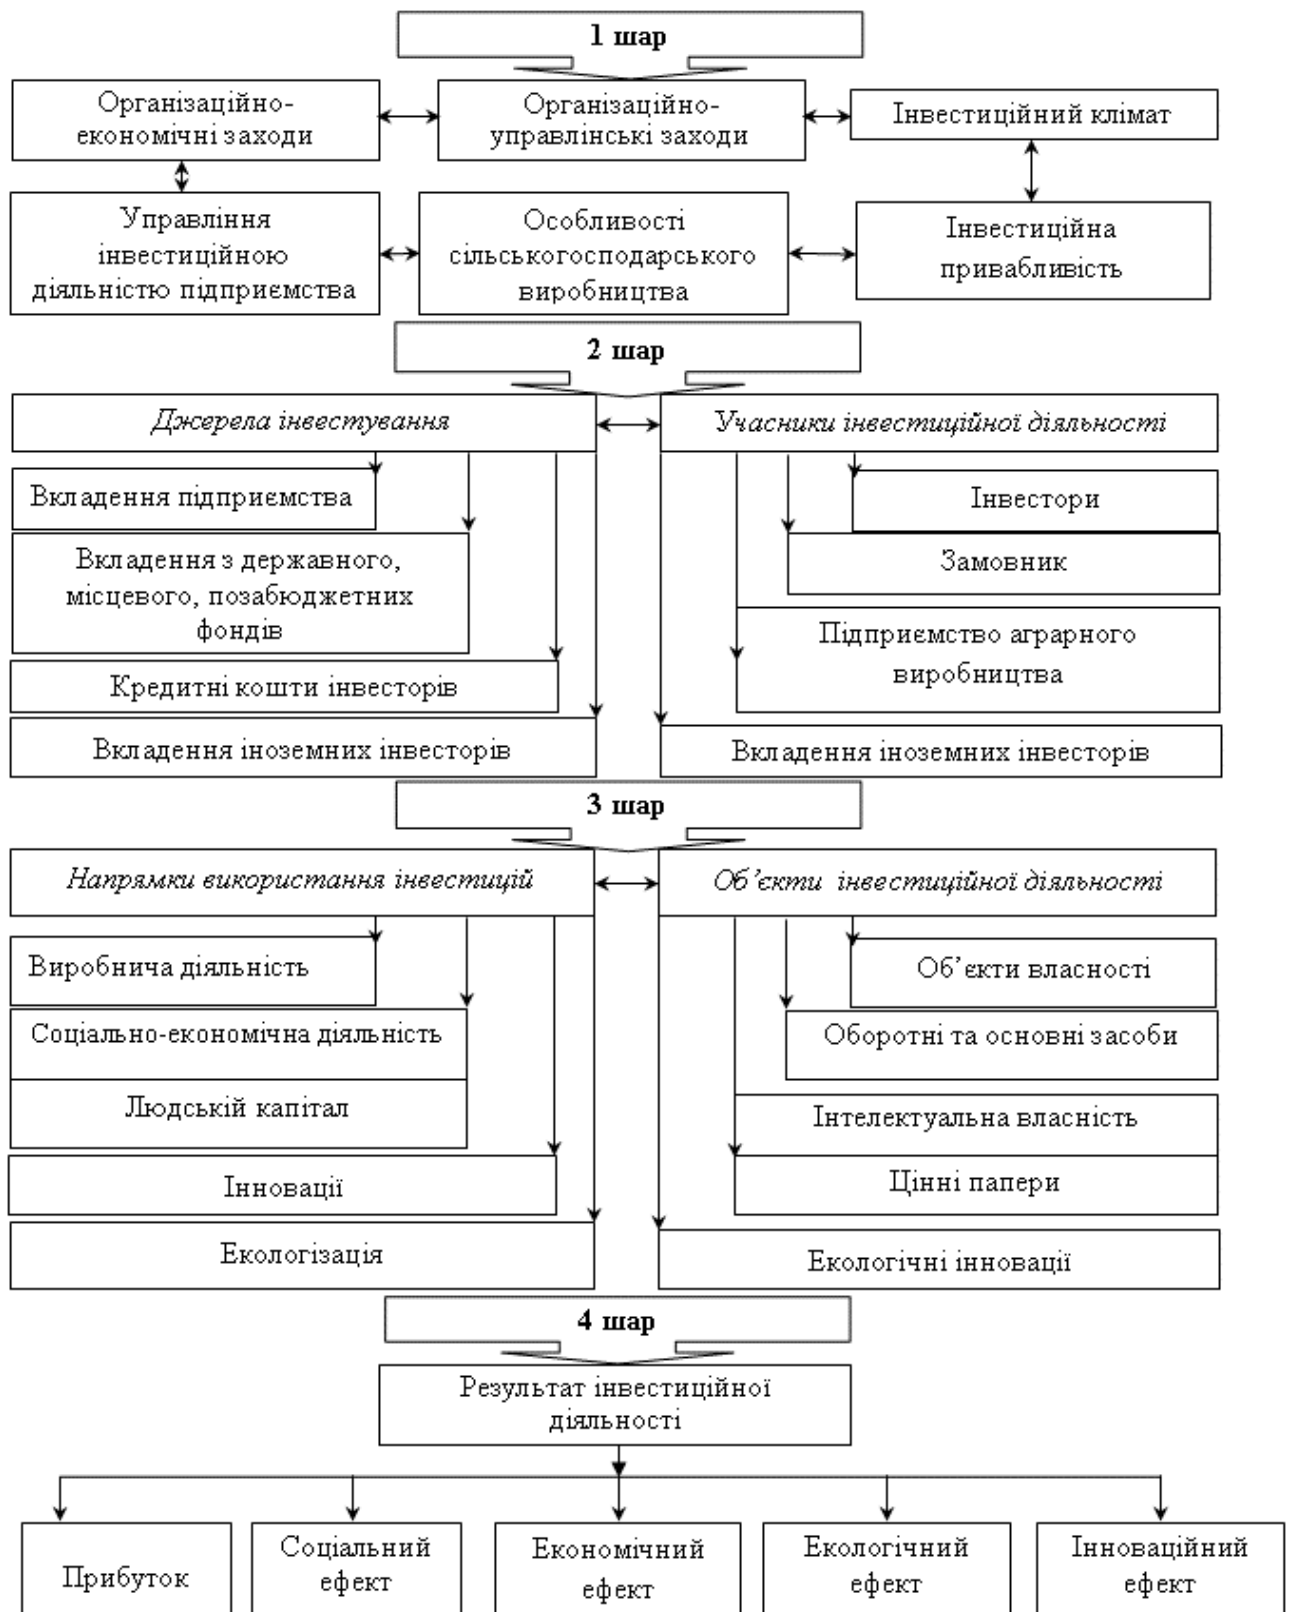 1 шар
Організаційно-
економічні заходи
Організаційно-
управлінські заходи
Інвестиційний клімат
Управління
інвестиційною
діяльністю підприємства
Особливості
сільськогосподарського
виробництва
Інвестиційна
привабливість
2 шар
Джерела інвестування
Учасники інвестиційної діяльності
Вкладення підприємства
Інвестори
Вкладення з державного,
місцевого, позабюджетних
фондів
Замовник
Підприємство аграрного
виробництва
Кредитні кошти інвесторів
Вкладення іноземних інвесторів
Вкладення іноземних інвесторів
3 шар
Напрямки використання інвестицій
Об’єкти інвестиційної діяльності
Виробнича діяльність
Об’єкти власності
Соціально-економічна діяльність
Оборотні та основні засоби
Людській капітал
Інтелектуальна власність
Інновації
Цінні папери
Екологізація
Екологічні інновації
4 шар
Результат інвестиційної
діяльності
Прибуток
Соціальний
ефект
Економічний
ефект
Екологічний
ефект
Інноваційний
ефект